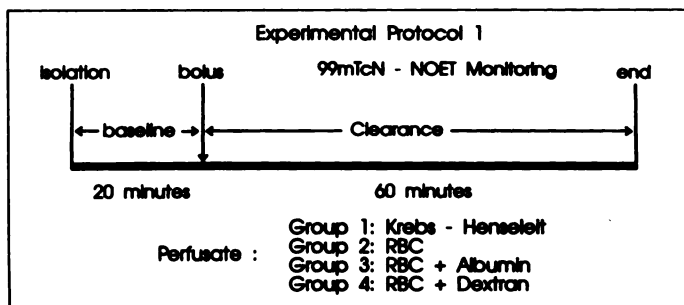 Experimental Protocol 1
isolation bolus 99mTcN - NOET Monitoring end
baseline Clearance
20 minutes 60 minutes
Perfusate :
Group 1: Krebs - Henseleit
Group 2: RBC
Group 3: RBC + Albumin
Group 4: RBC + Dextran